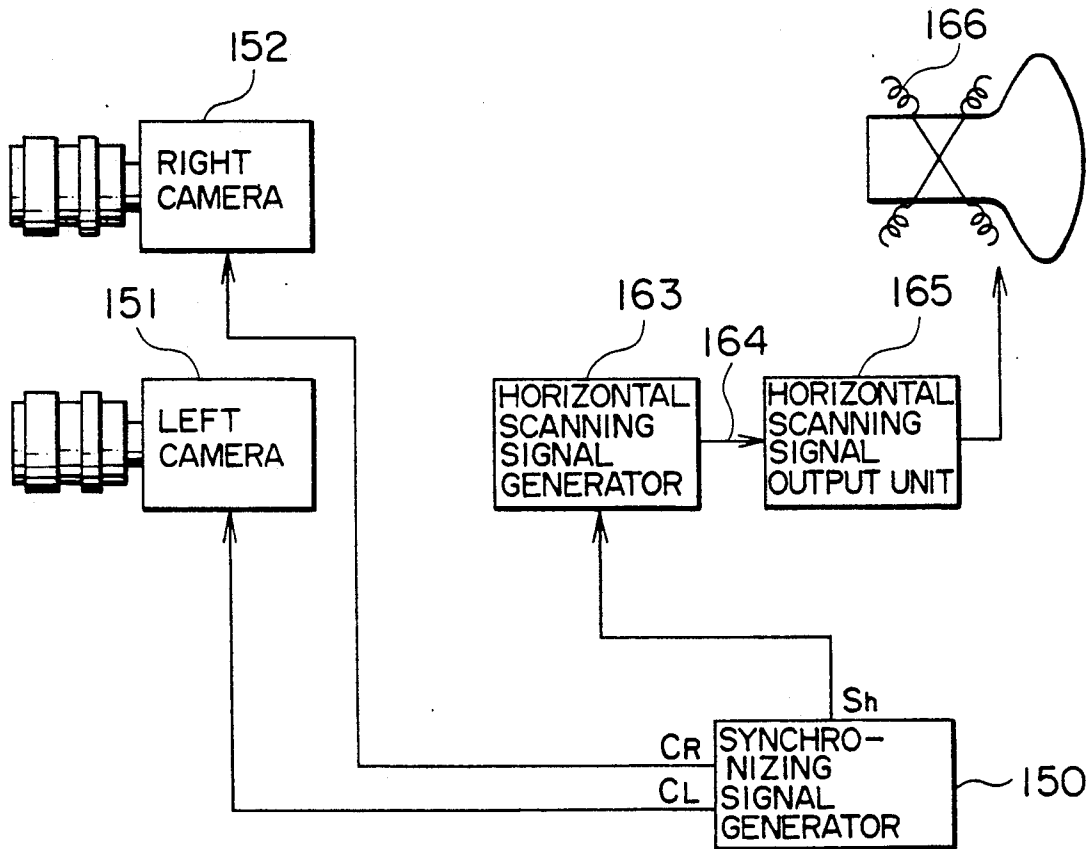 152
166
RIGHT
CAMERA
151
163
164
165
LEFT
CAMERA
HORIZONTAL
SCANNING
SIGNAL
GENERATOR
HORIZONTAL
SCANNING
SIGNAL
OUTPUT UNIT
Sh
CR
CL
SYNCHRO-
NIZING
SIGNAL
GENERATOR
150